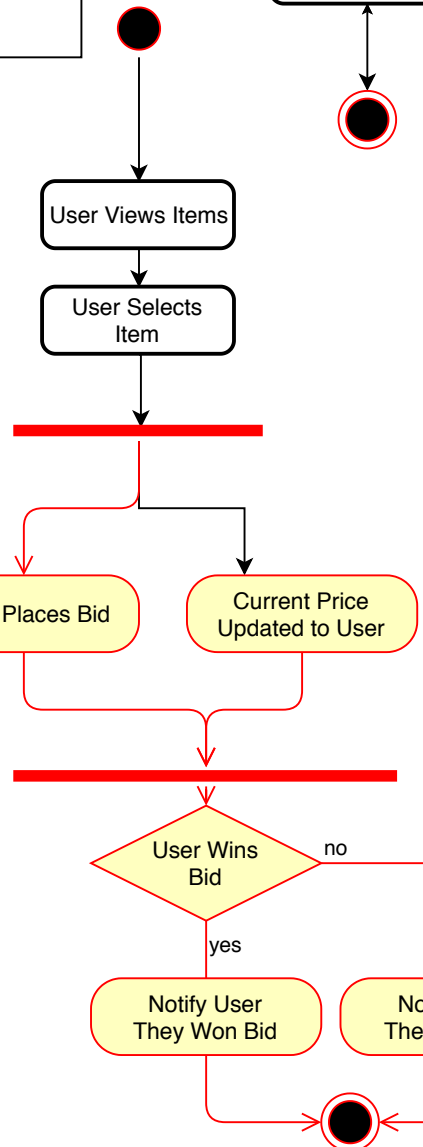 User Views Items
User Selects
Item
Places Bid
Current Price
Updated to User
User Wins
Bid
no
yes
Notify User
They Won Bid
The